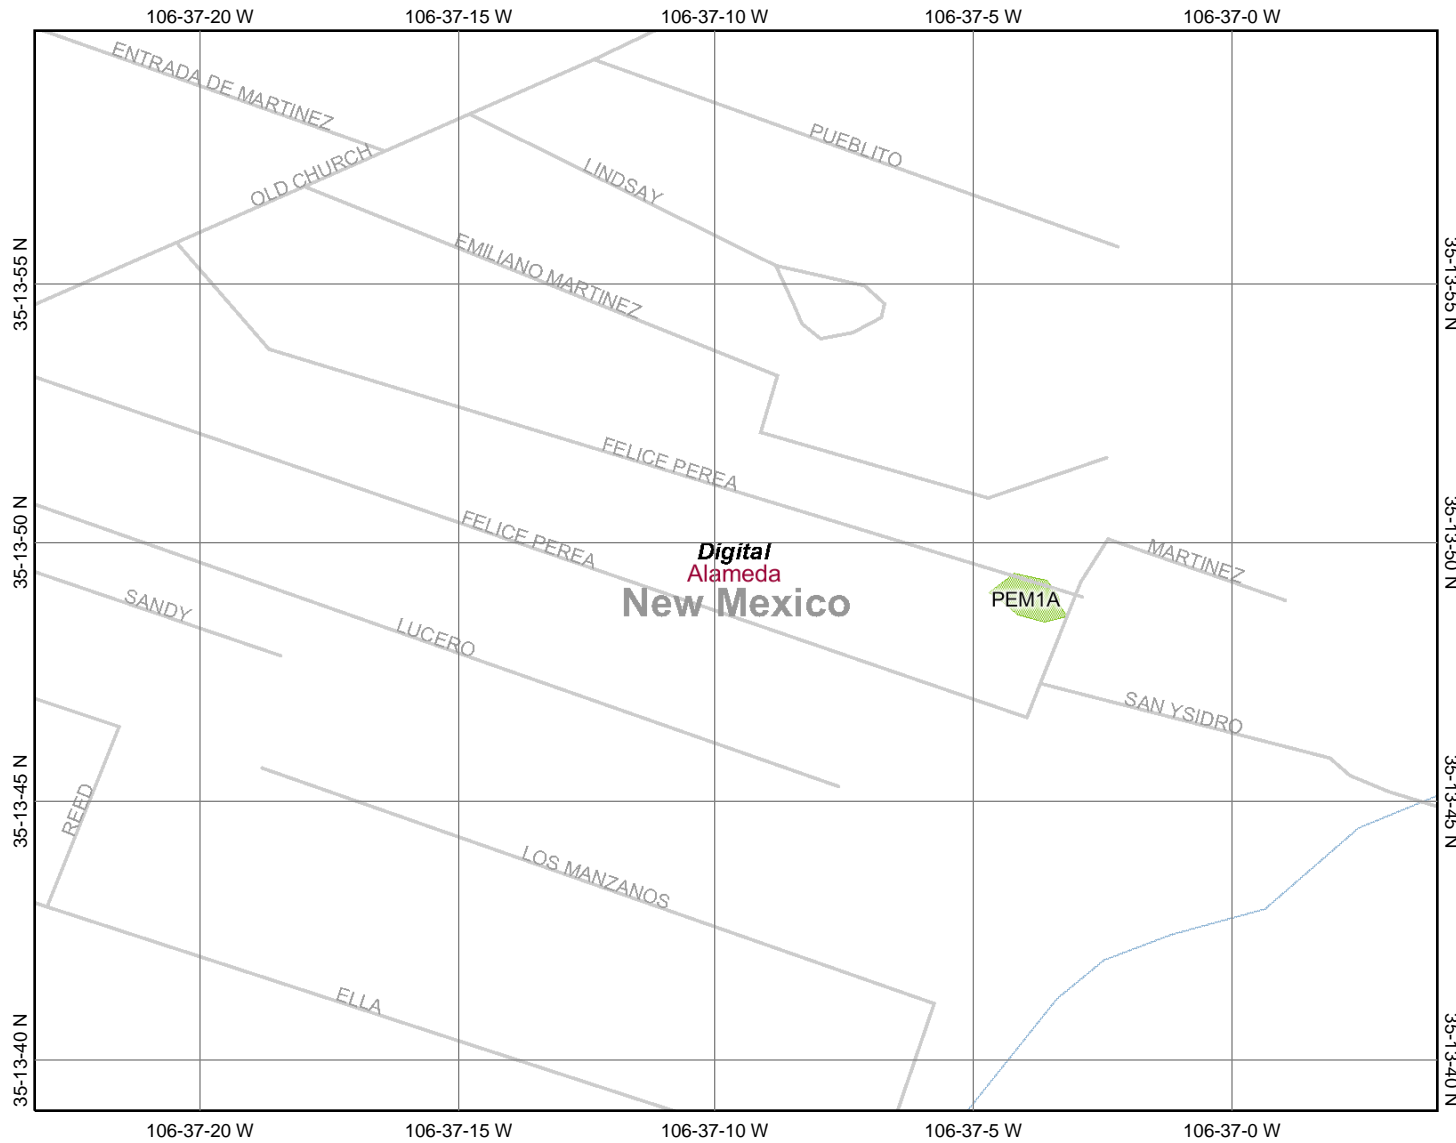 106-37-20 W
106-37-15 W
106-37-10 W
106-37-5 W
106-37-0 W
ENTRADA DE MARTINEZ
PUEBLITO
OLD CHURCH
LINDSAY
EMILIANO MARTINEZ
35-13-55 N
35-13-55 N
FELICE PEREA
FELICE PEREA
35-13-50 N
35-13-50 N
Digital
Alameda
New Mexico
MARTINEZ
PEM1A
SANDY
LUCERO
SAN YSIDRO
35-13-45 N
35-13-45 N
REED
LOS MANZANOS
ELLA
35-13-40 N
35-13-40 N
106-37-20 W
106-37-15 W
106-37-10 W
106-37-5 W
106-37-0 W